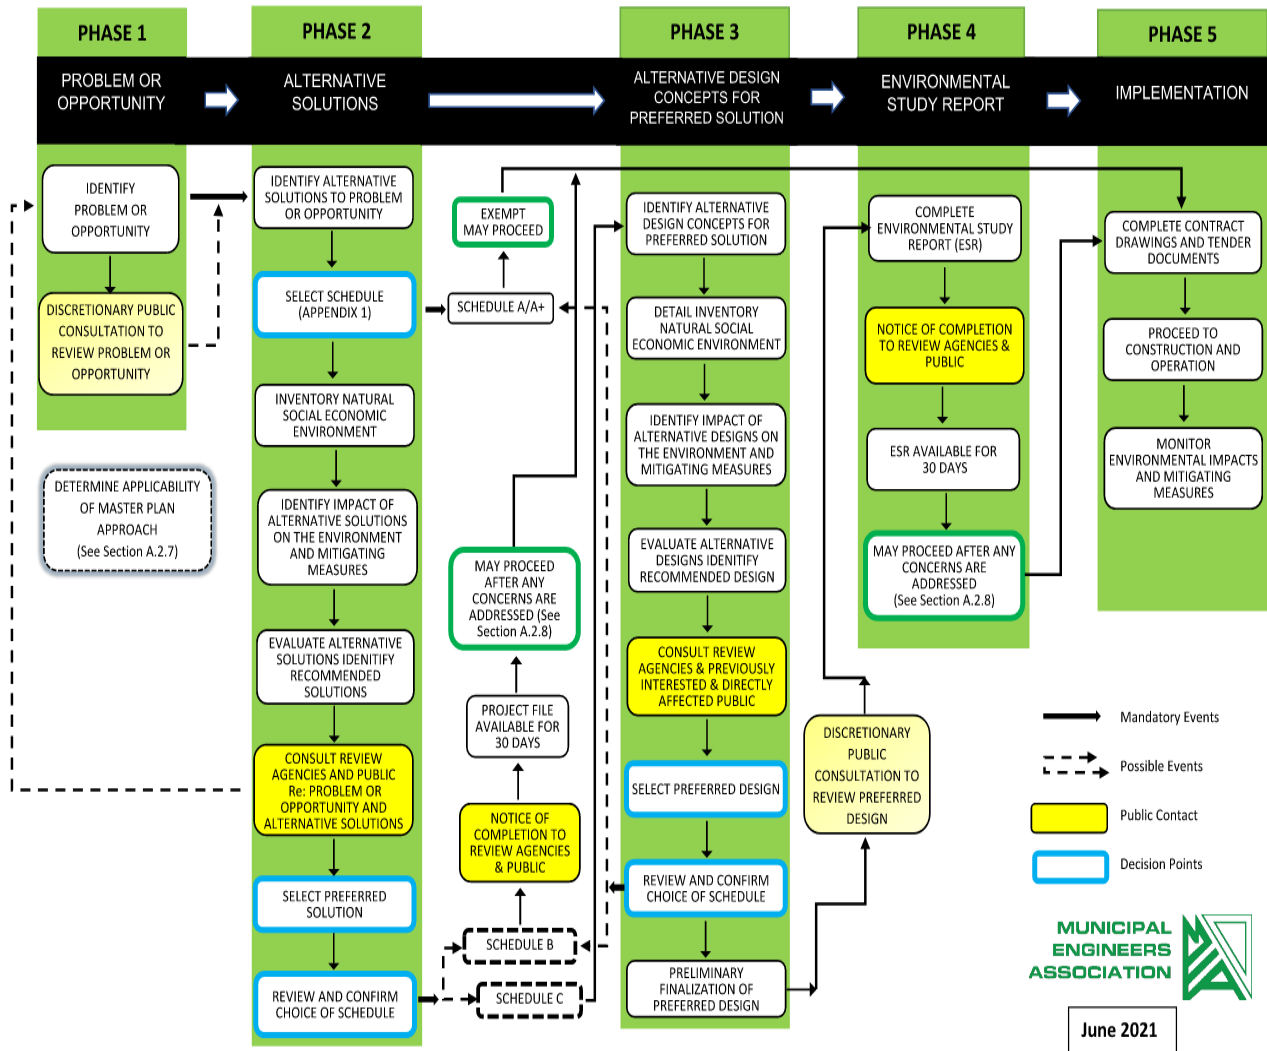 PHASE 1
PROBLEM OR
OPPORTUNITY
IDENTIFY
PROBLEM OR
OPPORTUNITY
DISCRETIONARY PUBLIC
CONSULTATION TO
REVIEW PROBLEM OR
OPPORTUNITY
DETERMINE APPLICABILITY
OF MASTER PLAN
APPROACH
(See Section A.2.7)
PHASE 2
ALTERNATIVE
SOLUTIONS
IDENTIFY ALTERNATIVE
SOLUTIONS TO PROBLEM
OR OPPORTUNITY
SELECT SCHEDULE
(APPENDIX 1)
INVENTORY NATURAL
SOCIAL ECONOMIC
ENVIRONMENT
IDENTIFY IMPACT OF
ALTERNATIVE SOLUTIONS
ON THE ENVIRONMENT
AND MITIGATING
MEASURES
EVALUATE ALTERNATIVE
SOLUTIONS IDENITIFY
RECOMMENDED
SOLUTIONS
CONSULT REVIEW
AGENCIES AND PUBLIC
Re: PROBLEM OR
OPPORTUNITY AND
ALTERNATIVE SOLUTIONS
SELECT PREFERRED
SOLUTION
REVIEW AND CONFIRM
CHOICE OF SCHEDULE
EXEMPT
MAY PROCEED
SCHEDULE A/A+
MAY PROCEED
AFTER ANY
CONCERNS ARE
ADDRESSED (See
Section A.2.8)
PROJECT FILE
AVAILABLE FOR
30 DAYS
NOTICE OF
COMPLETION TO
REVIEW AGENCIES
& PUBLIC
SCHEDULE B
SCHEDULE C
PHASE 3
ALTERNATIVE DESIGN
CONCEPTS FOR
PREFERRED SOLUTION
IDENTIFY ALTERNATIVE
DESIGN CONCEPTS FOR
PREFERRED SOLUTION
DETAIL INVENTORY
NATURAL SOCIAL
ECONOMIC ENVIRONMENT
IDENTIFY IMPACT OF
ALTERNATIVE DESIGNS ON
THE ENVIRONMENT AND
MITIGATING MEASURES
EVALUATE ALTERNATIVE
DESIGNS IDENITIFY
RECOMMENDED DESIGN
CONSULT REVIEW
AGENCIES & PREVIOUSLY
INTERESTED & DIRECTLY
AFFECTED PUBLIC
SELECT PREFERRED DESIGN
REVIEW AND CONFIRM
CHOICE OF SCHEDULE
PRELIMINARY
FINALIZATION OF
PREFERRED DESIGN
DISCRETIONARY
PUBLIC
CONSULTATION TO
REVIEW PREFERRED
DESIGN
PHASE 4
ENVIRONMENTAL
STUDY REPORT
COMPLETE
ENVIRONMENTAL STUDY
REPORT (ESR)
NOTICE OF COMPLETION
TO REVIEW AGENCIES &
PUBLIC
ESR AVAILABLE FOR
30 DAYS
MAY PROCEED AFTER ANY
CONCERNS ARE
ADDRESSED
(See Section A.2.8)
PHASE 5
IMPLEMENTATION
COMPLETE CONTRACT
DRAWINGS AND TENDER
DOCUMENTS
PROCEED TO
CONSTRUCTION AND
OPERATION
MONITOR
ENVIRONMENTAL IMPACTS
AND MITIGATING
MEASURES
Mandatory Events
Possible Events
Public Contact
Decision Points
MUNICIPAL
ENGINEERS
ASSOCIATION
MEA
June 2021